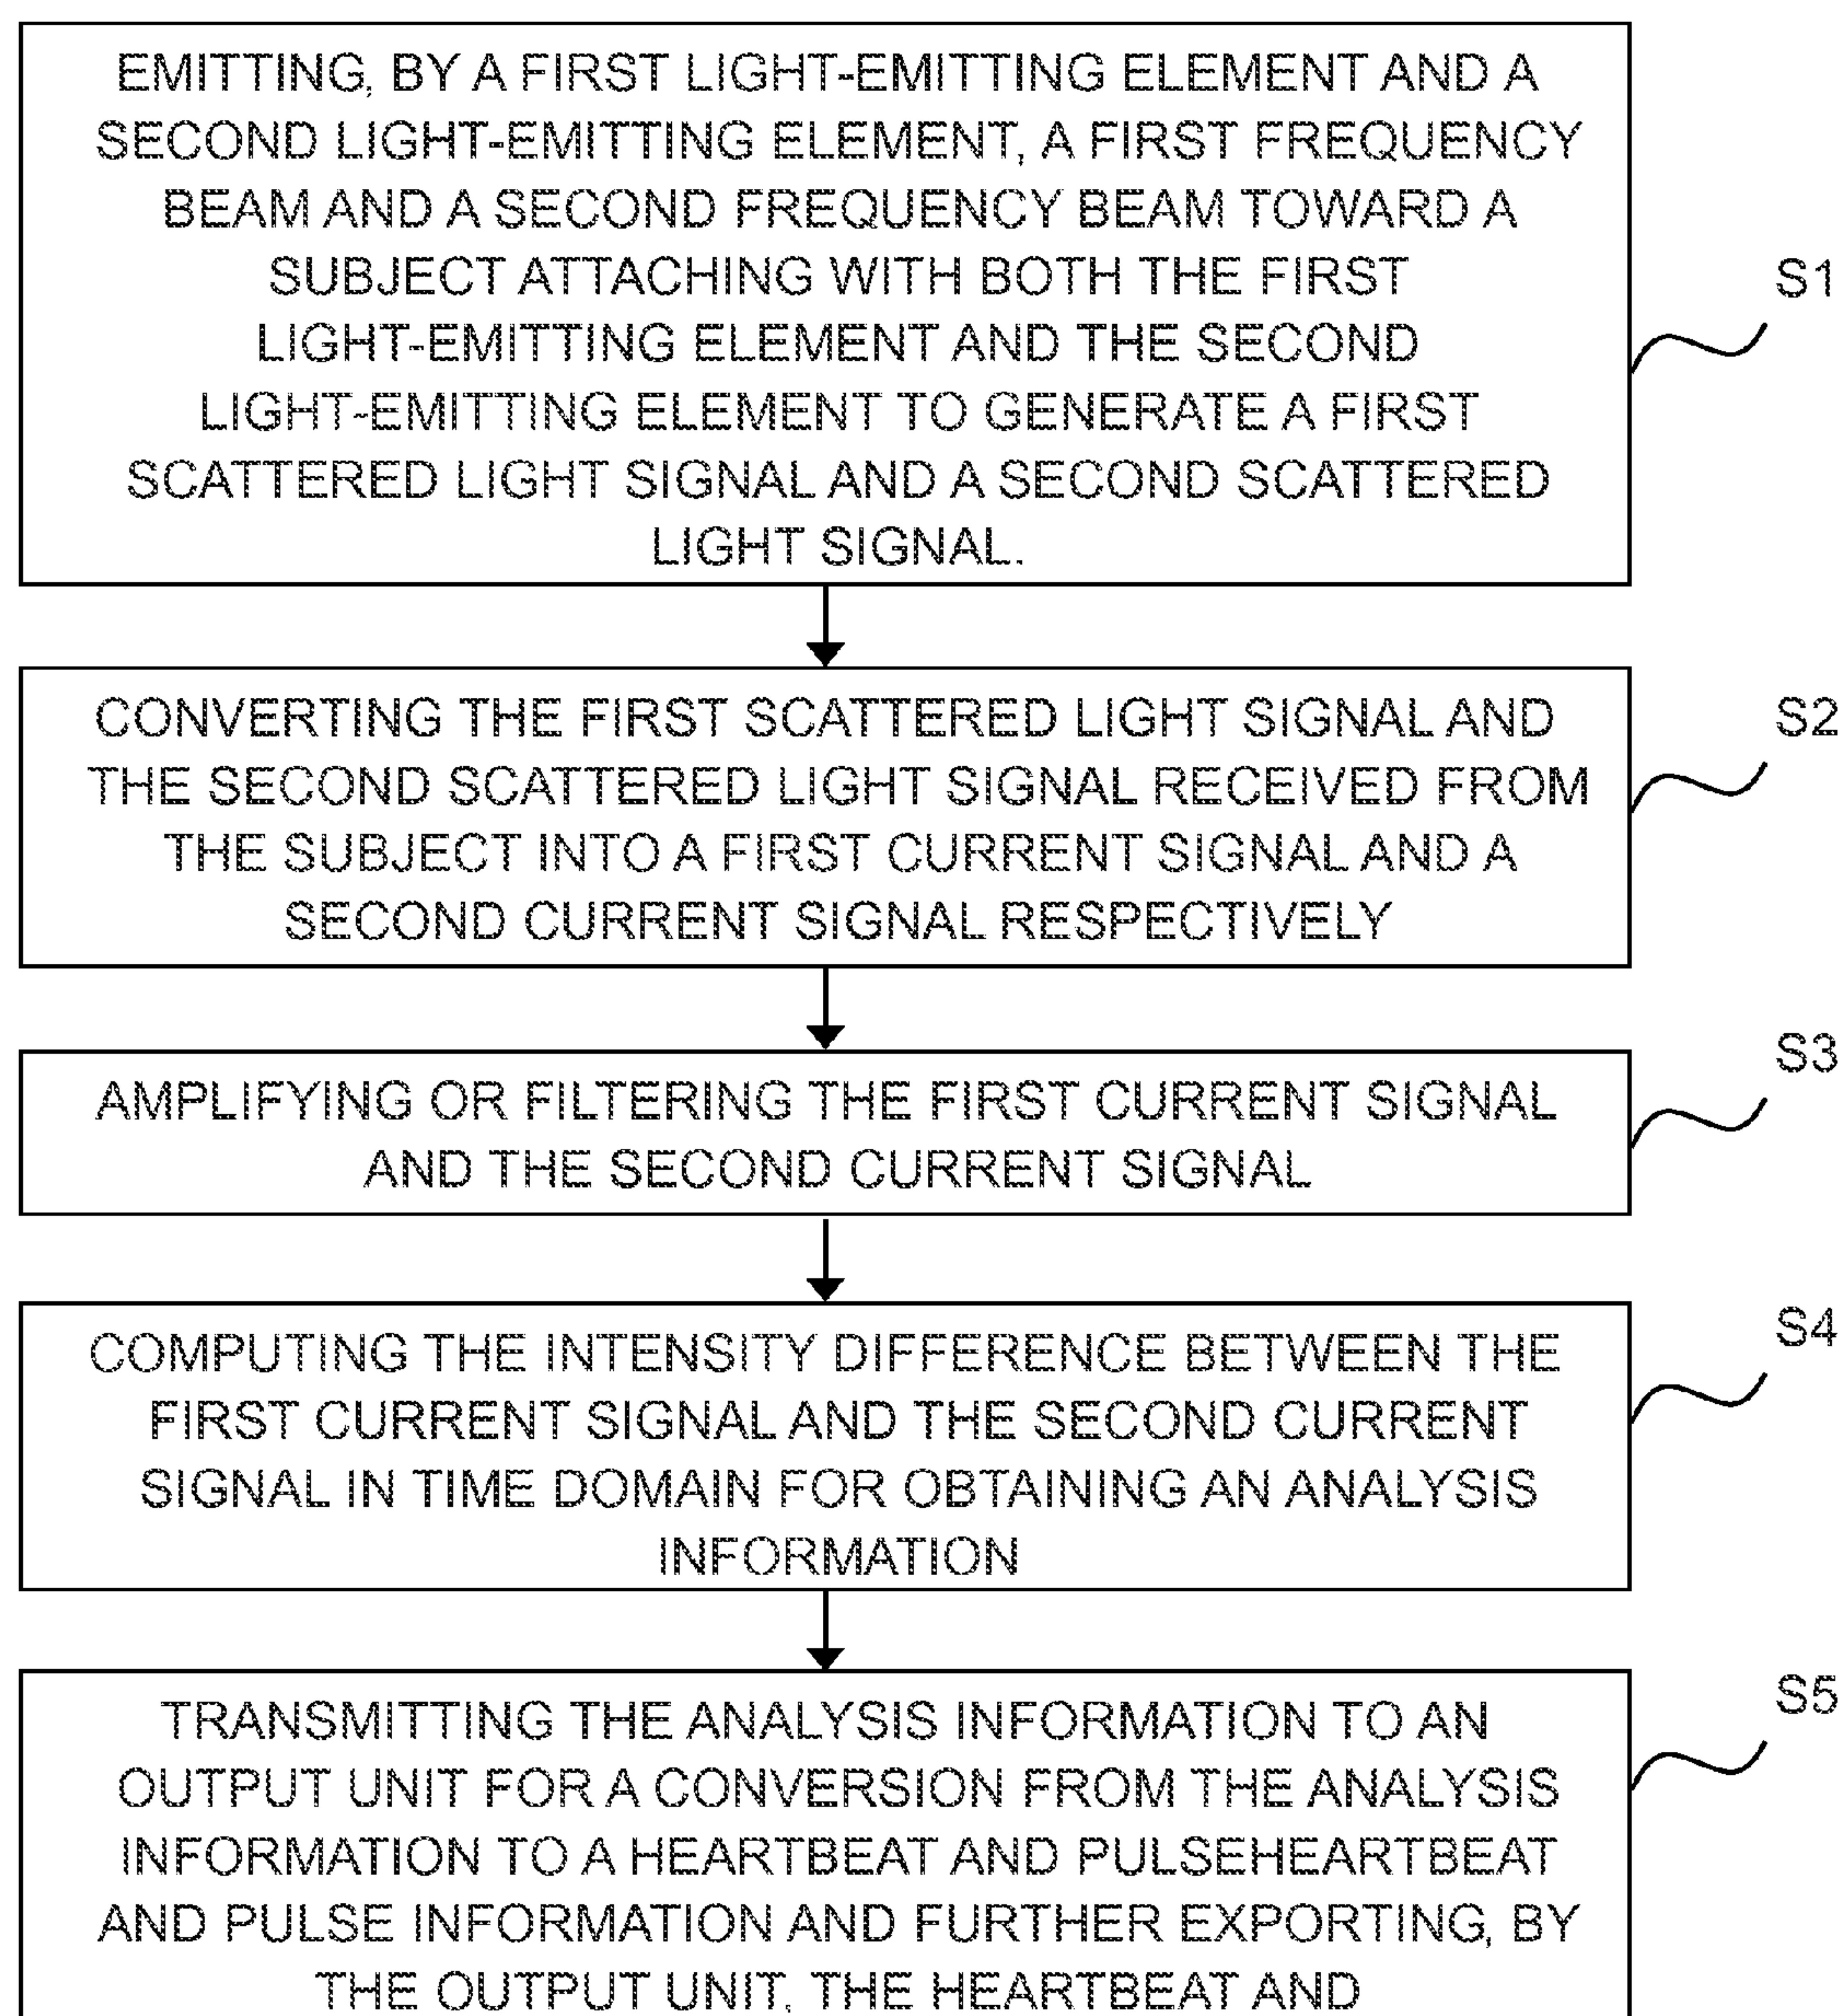 EMITTING, BY A FIRST LIGHT-EMITTING ELEMENT AND A
SECOND LIGHT-EMITTING ELEMENT, A FIRST FREQUENCY
BEAM AND A SECOND FREQUENCY BEAM TOWARD A
SUBJECT ATTACHING WITH BOTH THE FIRST
LIGHT-EMITTING ELEMENT AND THE SECOND
LIGHT-EMITTING ELEMENT TO GENERATE A FIRST
SCATTERED LIGHT SIGNAL AND A SECOND SCATTERED
LIGHT SIGNAL.
S1
CONVERTING THE FIRST SCATTERED LIGHT SIGNAL AND
THE SECOND SCATTERED LIGHT SIGNAL RECEIVED FROM
THE SUBJECT INTO A FIRST CURRENT SIGNAL AND A
SECOND CURRENT SIGNAL RESPECTIVELY
S2
AMPLIFYING OR FILTERING THE FIRST CURRENT SIGNAL
AND THE SECOND CURRENT SIGNAL
S3
COMPUTING THE INTENSITY DIFFERENCE BETWEEN THE
FIRST CURRENT SIGNAL AND THE SECOND CURRENT
SIGNAL IN TIME DOMAIN FOR OBTAINING AN ANALYSIS
INFORMATION
S4
TRANSMITTING THE ANALYSIS INFORMATION TO AN
OUTPUT UNIT FOR A CONVERSION FROM THE ANALYSIS
INFORMATION TO A HEARTBEAT AND PULSEHEARTBEAT
AND PULSE INFORMATION AND FURTHER EXPORTING, BY
THE OUTPUT UNIT, THE HEARTBEAT AND
S5